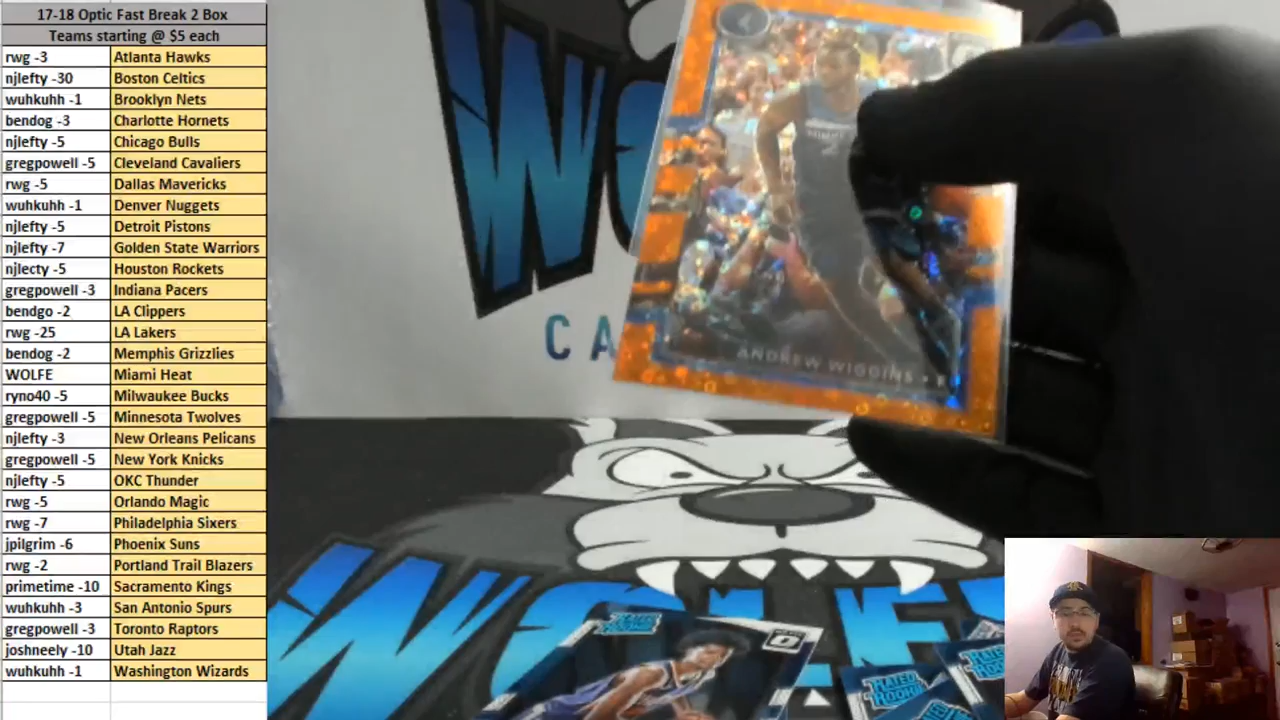 17-18 Optic Fast Break 2 Box
Teams starting @ $5 each
rwg -3 Atlanta Hawks
njlefty -30 Boston Celtics
wuhkuhh -1 Brooklyn Nets
bendog -3 Charlotte Hornets
njlefty -5 Chicago Bulls
gregpowell -5 Cleveland Cavaliers
rwg -5 Dallas Mavericks
wuhkuhh -1 Denver Nuggets
njlefty -5 Detroit Pistons
njlefty -7 Golden State Warriors
njlecty -5 Houston Rockets
gregpowell -3 Indiana Pacers
bendgo -2 LA Clippers
rwg -25 LA Lakers
bendog -2 Memphis Grizzlies
WOLFE Miami Heat
ryno40 -5 Milwaukee Bucks
gregpowell -5 Minnesota Twolves
njlefty -3 New Orleans Pelicans
gregpowell -5 New York Knicks
njlefty -5 OKC Thunder
rwg -5 Orlando Magic
rwg -7 Philadelphia Sixers
jpilgrim -6 Phoenix Suns
rwg -2 Portland Trail Blazers
primetime -10 Sacramento Kings
wuhkuhh -3 San Antonio Spurs
gregpowell -3 Toronto Raptors
joshneely -10 Utah Jazz
wuhkuhh -1 Washington Wizards
WO
CA
ANDREW WIGGINS • F
WOLFE
RATED ROOKIE
RATED ROOKIE